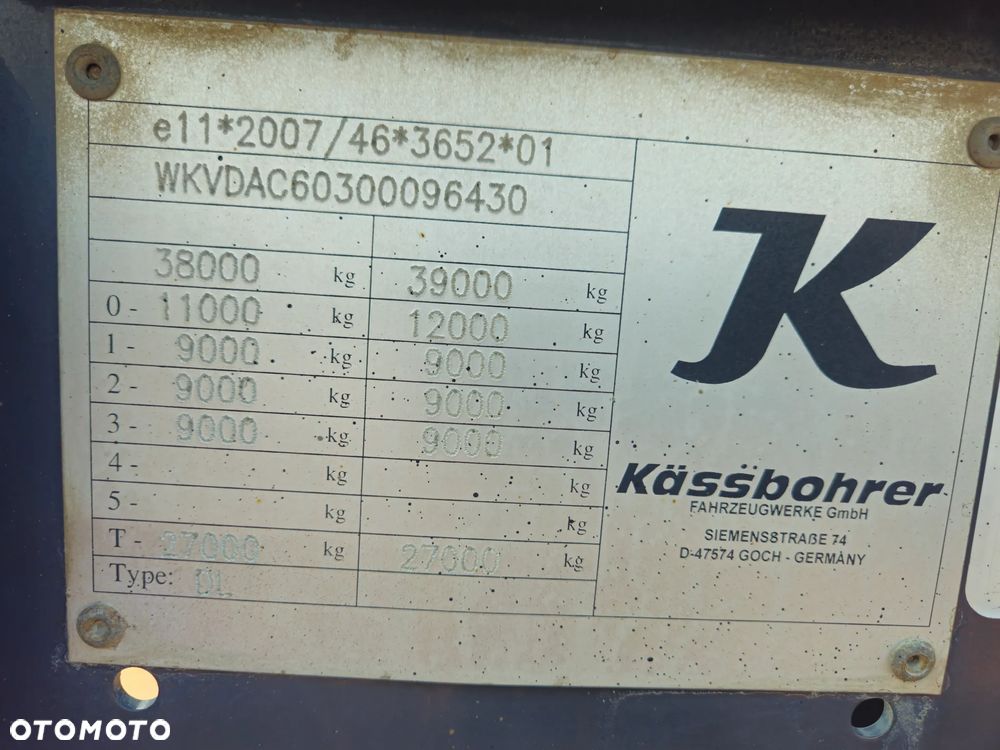 e11*2007/46*3652*01
WKVDAC60300096430
38000 kg 39000 kg
0 - 11000 kg 12000 kg
1 - 9000 kg 9000 kg
2 - 9000 kg 9000 kg
3 - 9000 kg 9000 kg
4 - kg kg
5 - kg kg
T - 27000 kg 27000 kg
Type: DL
K
Kässbohrer
FAHRZEUGWERKE GmbH
SIEMENSSTRAßE 74
D-47574 GOCH - GERMANY
OTOMOTO